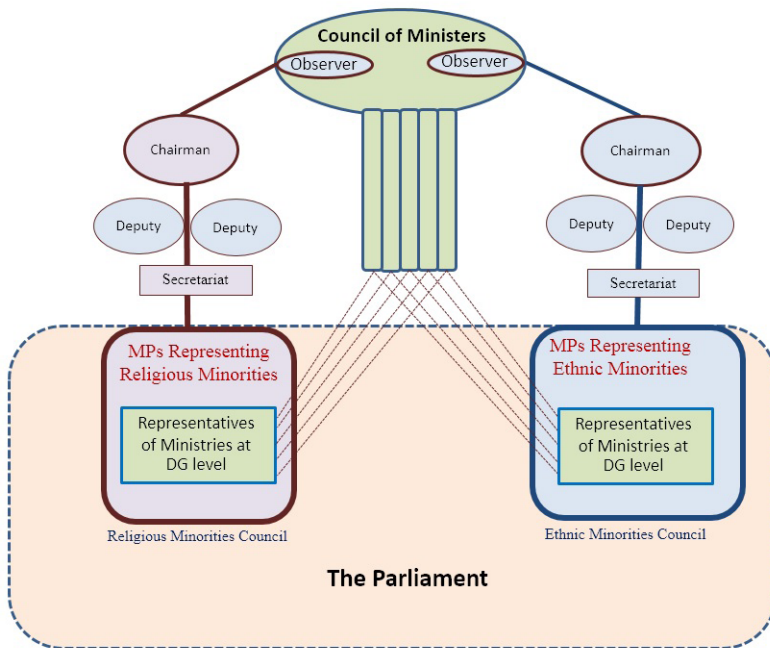 Council of Ministers
Observer
Observer
Chairman
Chairman
Deputy
Deputy
Deputy
Deputy
Secretariat
Secretariat
MPs Representing
Religious Minorities
MPs Representing
Ethnic Minorities
Representatives
of Ministries at
DG level
Representatives
of Ministries at
DG level
Religious Minorities Council
Ethnic Minorities Council
The Parliament